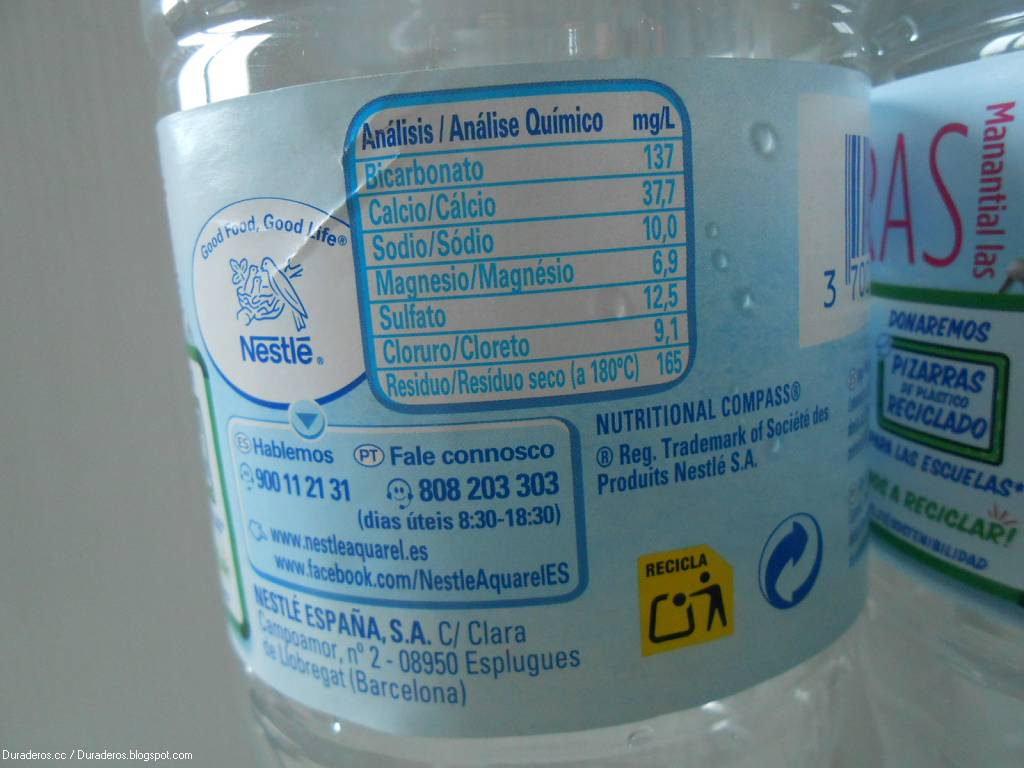 Análisis / Análise Químico mg/L
Bicarbonato 137
Calcio/Cálcio 37,7
Sodio/Sódio 10,0
Magnesio/Magnésio 6,9
Sulfato 12,5
Cloruro/Cloreto 9,1
Residuo/Resíduo seco (a 180ºC) 165
Good Food, Good Life®
Nestlé®
ES Hablemos
900 11 21 31
PT Fale connosco
808 203 303
(dias úteis 8:30-18:30)
www.nestleaquarel.es
www.facebook.com/NestleAquarelES
NESTLÉ ESPAÑA, S.A. C/ Clara
Campoamor, nº 2 - 08950 Esplugues
de Llobregat (Barcelona)
NUTRITIONAL COMPASS®
® Reg. Trademark of Société des
Produits Nestlé S.A.
RECICLA
3
RAS
Manantial las
DONAREMOS
PIZARRAS
DE PLÁSTICO
RECICLADO
PARA LAS ESCUELAS*
A RECICLAR!
Duraderos.cc / Duraderos.blogspot.com